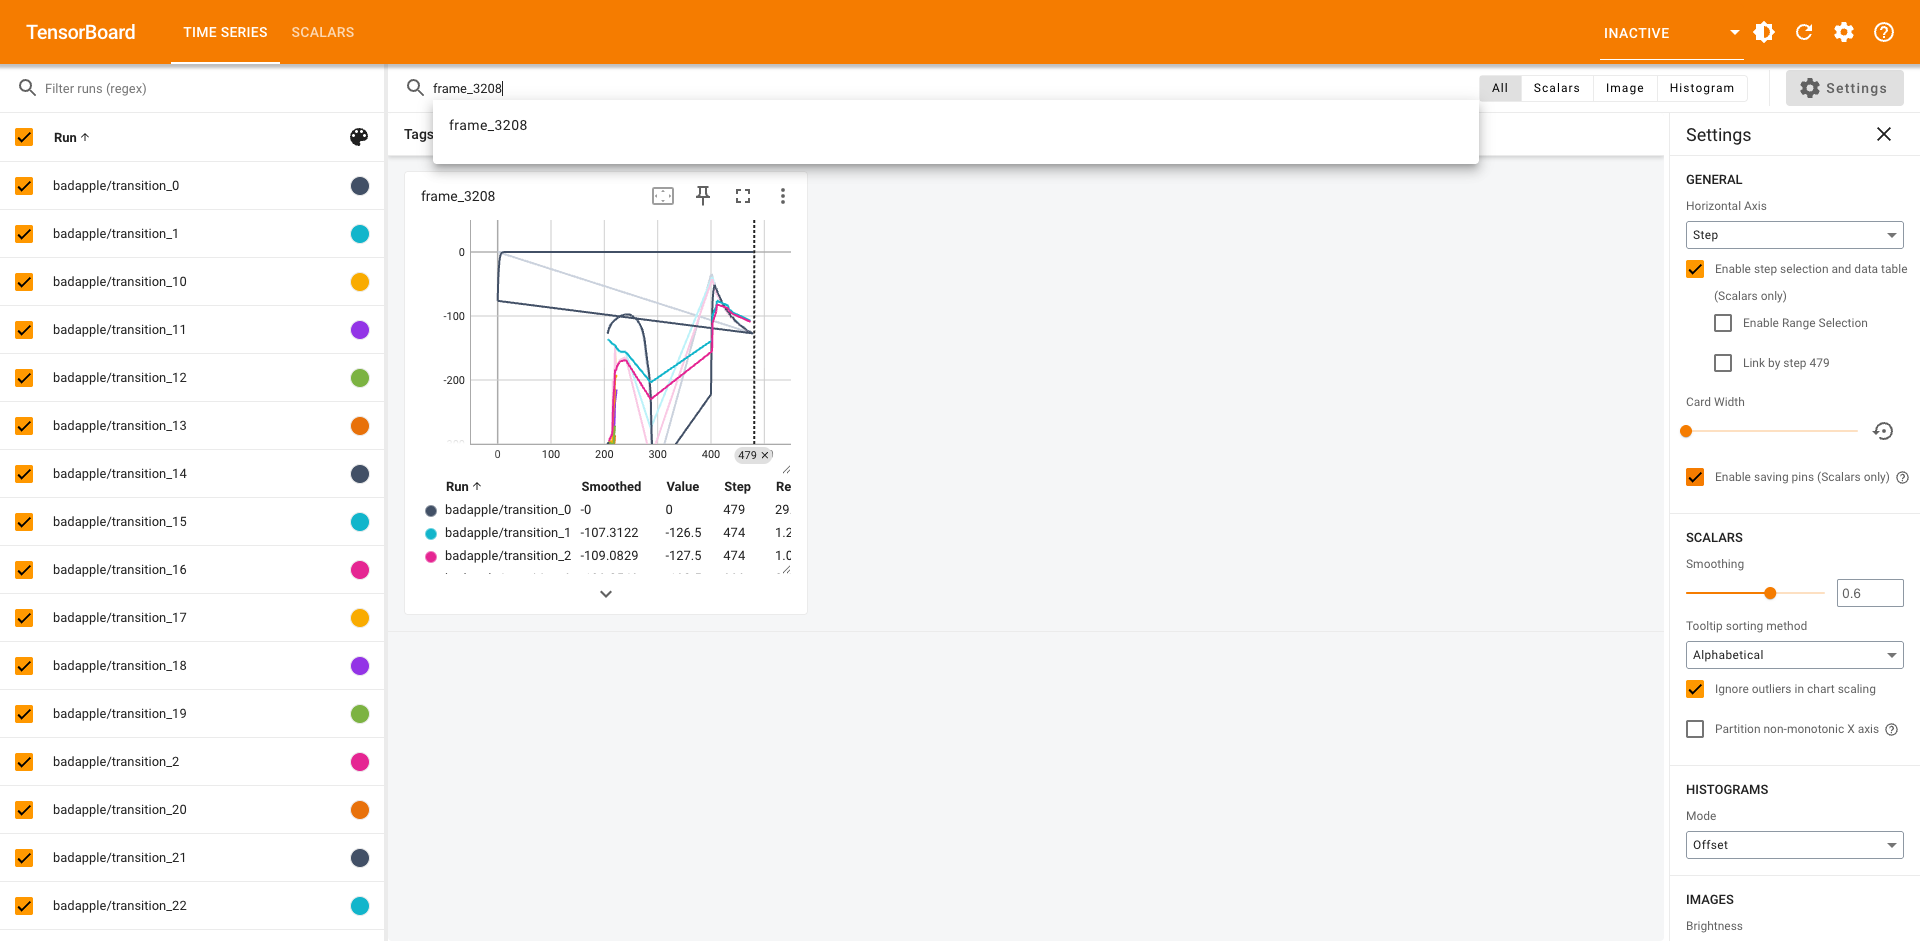 TensorBoard
TIME SERIES
SCALARS
INACTIVE
Filter runs (regex)
frame_3208
All
Scalars
Image
Histogram
Settings
frame_3208
Run
Tags
badapple/transition_0
badapple/transition_1
badapple/transition_10
badapple/transition_11
badapple/transition_12
badapple/transition_13
badapple/transition_14
badapple/transition_15
badapple/transition_16
badapple/transition_17
badapple/transition_18
badapple/transition_19
badapple/transition_2
badapple/transition_20
badapple/transition_21
badapple/transition_22
frame_3208
0
-100
-200
0 100 200 300 400 479
Run Smoothed Value Step Re
badapple/transition_0 -0 0 479 29.
badapple/transition_1 -107.3122 -126.5 474 1.2
badapple/transition_2 -109.0829 -127.5 474 1.0
Settings
GENERAL
Horizontal Axis
Step
Enable step selection and data table
(Scalars only)
Enable Range Selection
Link by step 479
Card Width
Enable saving pins (Scalars only)
SCALARS
Smoothing
0.6
Tooltip sorting method
Alphabetical
Ignore outliers in chart scaling
Partition non-monotonic X axis
HISTOGRAMS
Mode
Offset
IMAGES
Brightness